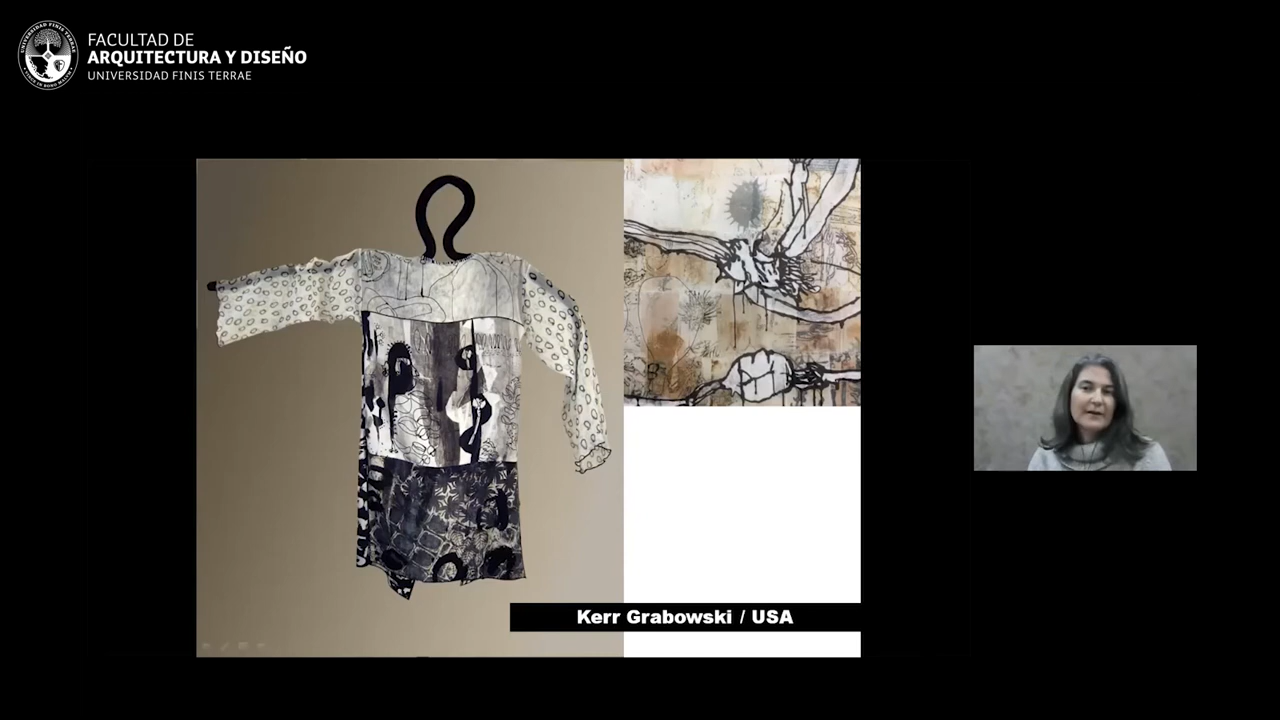 FACULTAD DE
ARQUITECTURA Y DISEÑO
UNIVERSIDAD FINIS TERRAE
Kerr Grabowski / USA